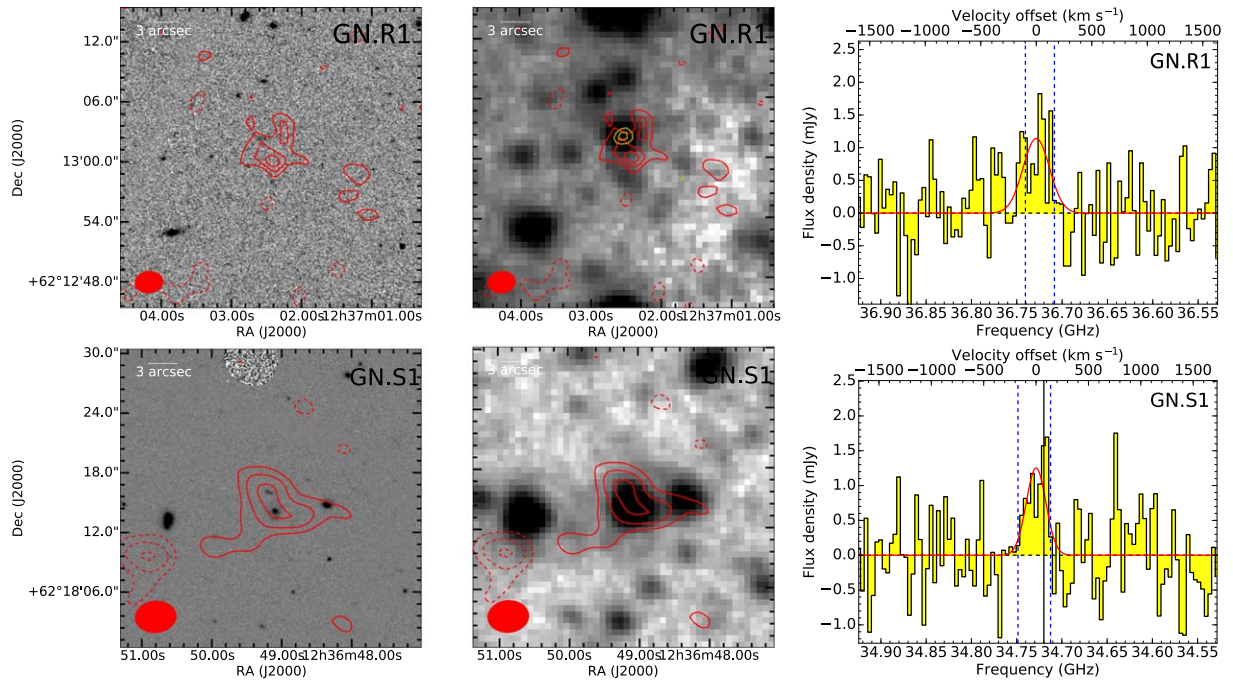 3 arcsec GN.R1
12.0"
06.0"
13'00.0"
54.0"
+62°12'48.0"
Dec (J2000)
04.00s 03.00s 02.00s 12h37m01.00s
RA (J2000)
3 arcsec GN.R1
04.00s 03.00s 02.00s 12h37m01.00s
RA (J2000)
Velocity offset (km s⁻¹)
−1500 −1000 −500 0 500 1000 1500
GN.R1
2.5
2.0
1.5
1.0
0.5
0.0
−0.5
−1.0
Flux density (mJy)
36.90 36.85 36.80 36.75 36.70 36.65 36.60 36.55
Frequency (GHz)
30.0"
3 arcsec GN.S1
24.0"
18.0"
12.0"
+62°18'06.0"
Dec (J2000)
51.00s 50.00s 49.00s 12h36m48.00s
RA (J2000)
3 arcsec GN.S1
51.00s 50.00s 49.00s 12h36m48.00s
RA (J2000)
Velocity offset (km s⁻¹)
−1500 −1000 −500 0 500 1000 1500
GN.S1
2.5
2.0
1.5
1.0
0.5
0.0
−0.5
−1.0
Flux density (mJy)
34.90 34.85 34.80 34.75 34.70 34.65 34.60 34.55
Frequency (GHz)